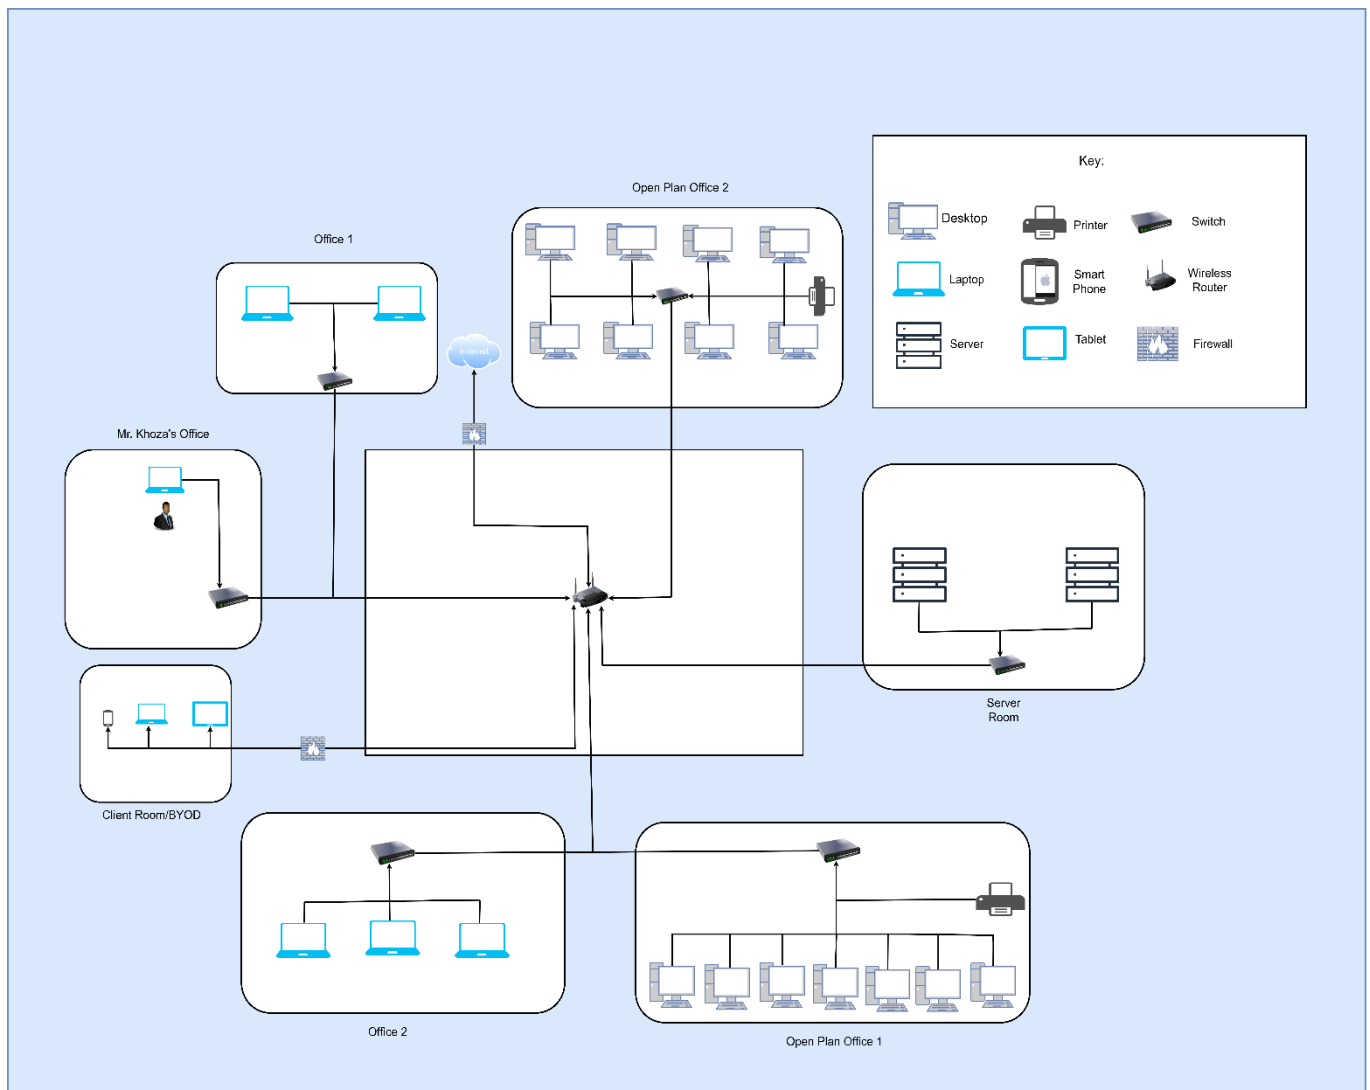 Key:
Open Plan Office 2
Desktop
Printer
Switch
Office 1
Laptop
Smart
Phone
Wireless
Router
Internet
Server
Tablet
Firewall
Mr. Khoza's Office
Server
Room
Client Room/BYOD
Office 2
Open Plan Office 1